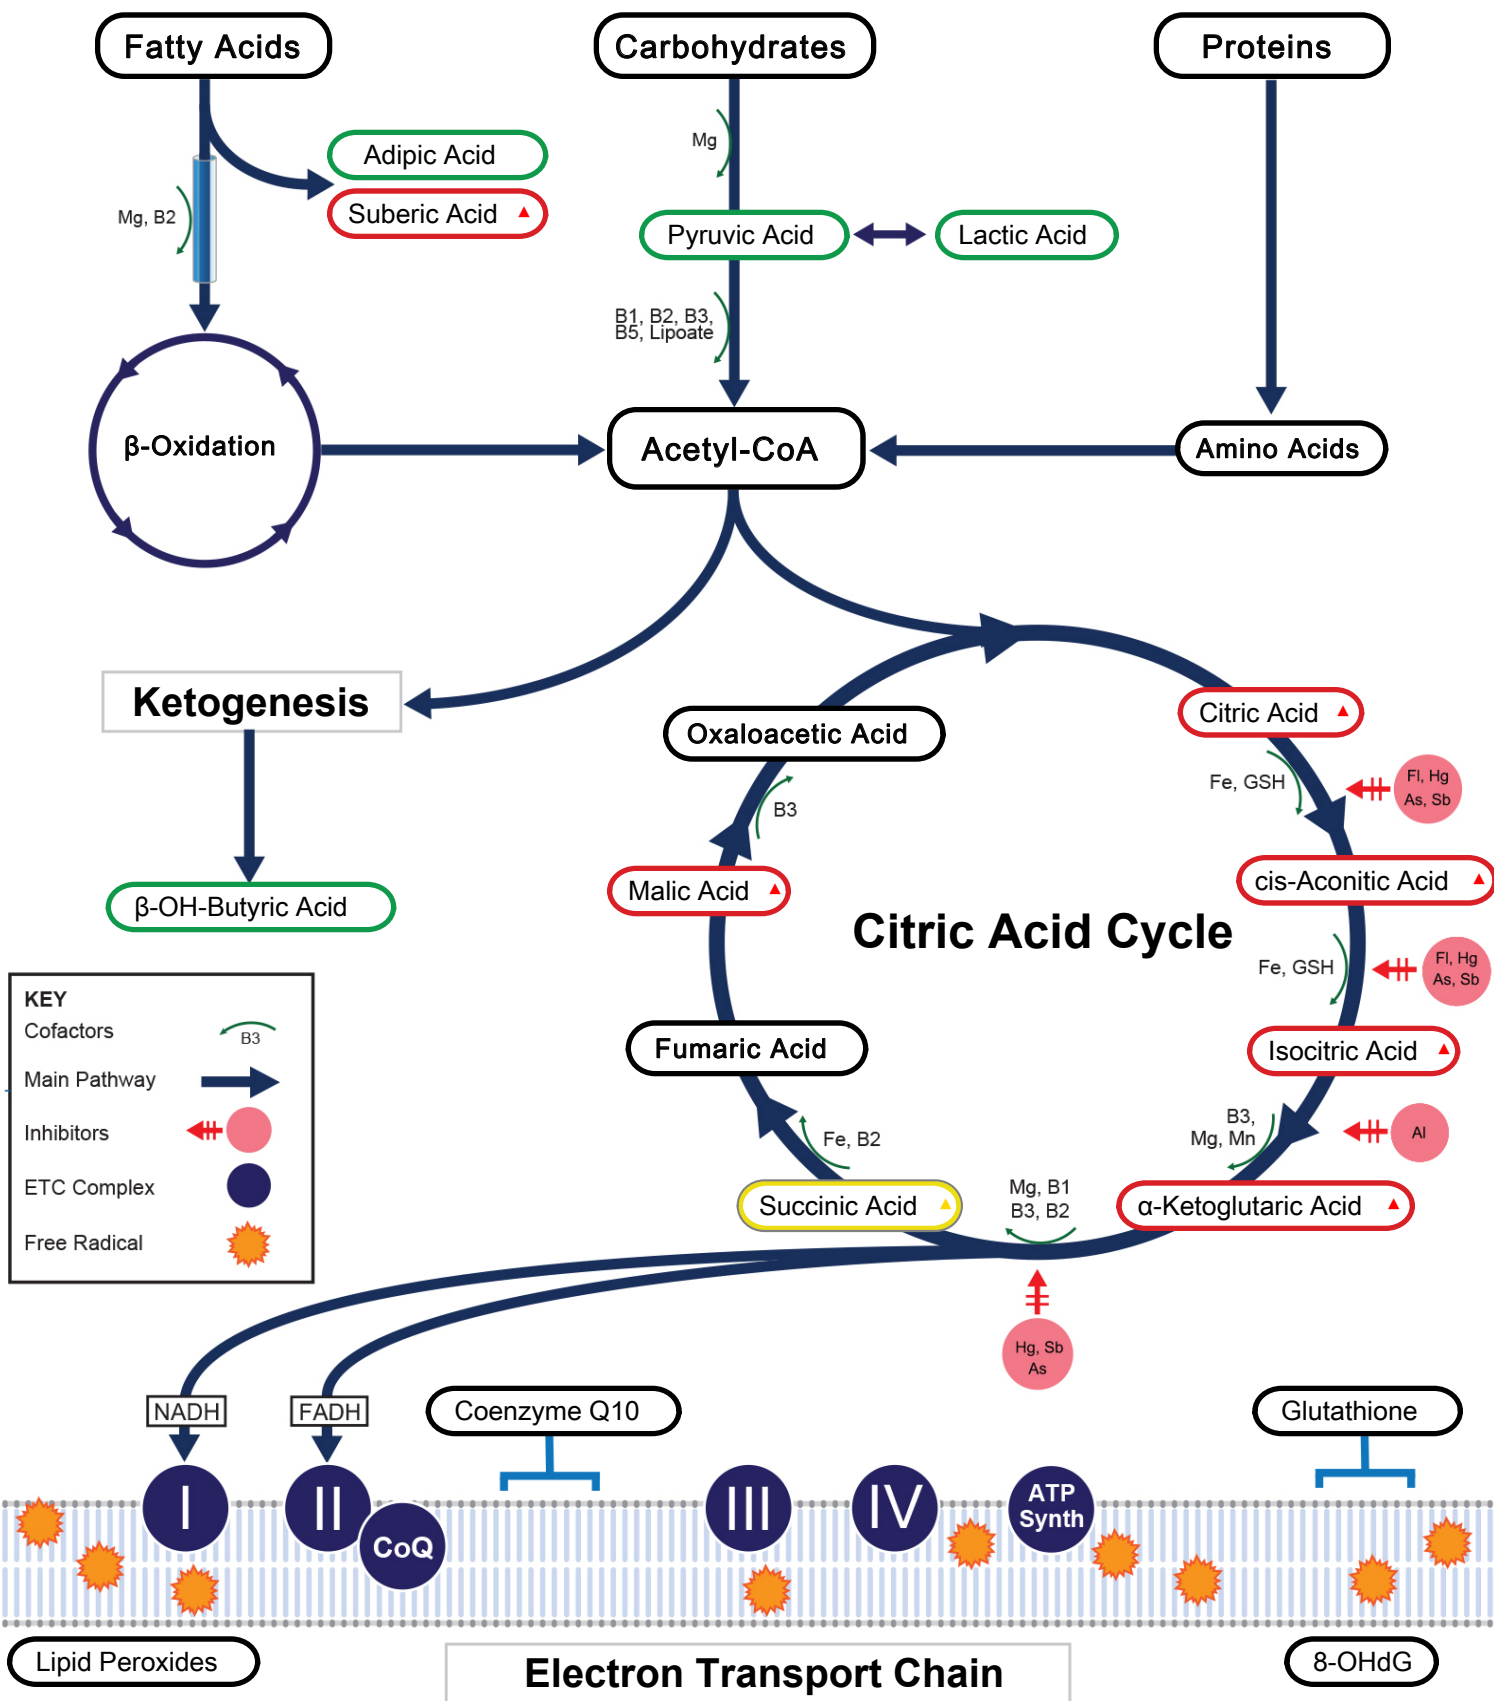 Fatty Acids
Carbohydrates
Proteins
Adipic Acid
Suberic Acid
Mg
Mg, B2
Pyruvic Acid
Lactic Acid
B1, B2, B3,
B5, Lipoate
β-Oxidation
Acetyl-CoA
Amino Acids
Ketogenesis
Oxaloacetic Acid
Citric Acid
Fe, GSH
Fl, Hg
As, Sb
B3
Malic Acid
cis-Aconitic Acid
β-OH-Butyric Acid
Citric Acid Cycle
Fe, GSH
Fl, Hg
As, Sb
KEY
Cofactors
B3
Main Pathway
Inhibitors
ETC Complex
Free Radical
Fumaric Acid
Isocitric Acid
B3,
Mg, Mn
Al
Fe, B2
Succinic Acid
Mg, B1
B3, B2
α-Ketoglutaric Acid
Hg, Sb
As
NADH
FADH
Coenzyme Q10
Glutathione
I
II
CoQ
III
IV
ATP
Synth
Lipid Peroxides
Electron Transport Chain
8-OHdG